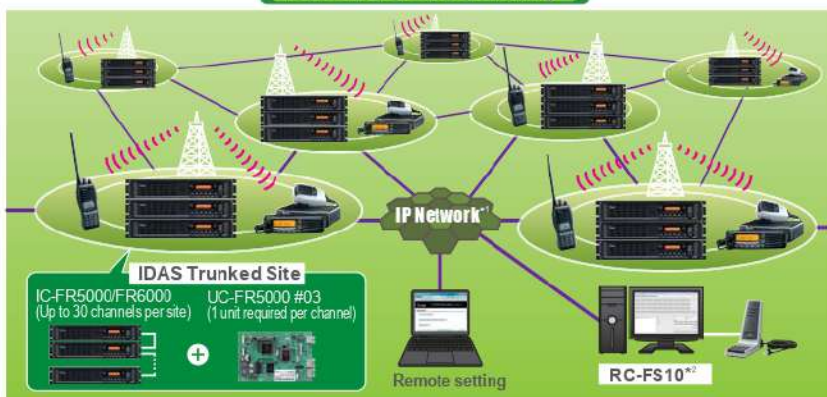 IP Network*1
IDAS Trunked Site
IC-FR5000/FR6000
(Up to 30 channels per site)
UC-FR5000 #03
(1 unit required per channel)
+
Remote setting
RC-FS10*2